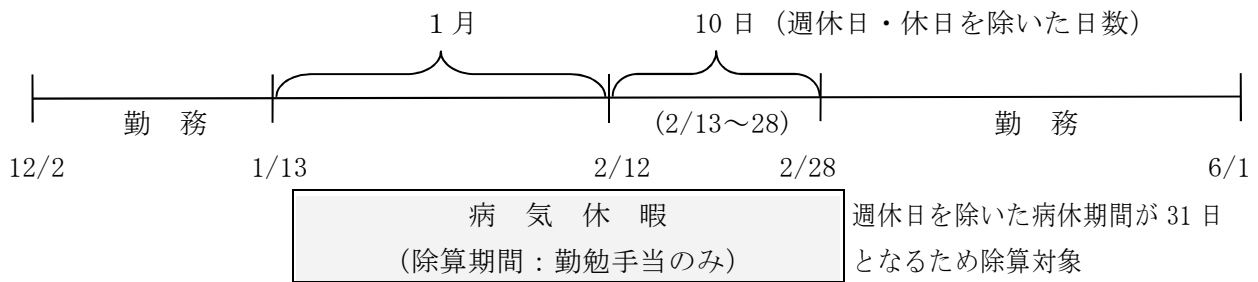 １月 10日（週休日・休日を除いた日数）
勤　務 (2/13～28) 勤　務
12/2 1/13 2/12 2/28 6/1
病　気　休　暇 週休日を除いた病休期間が 31 日
（除算期間：勤勉手当のみ） となるため除算対象